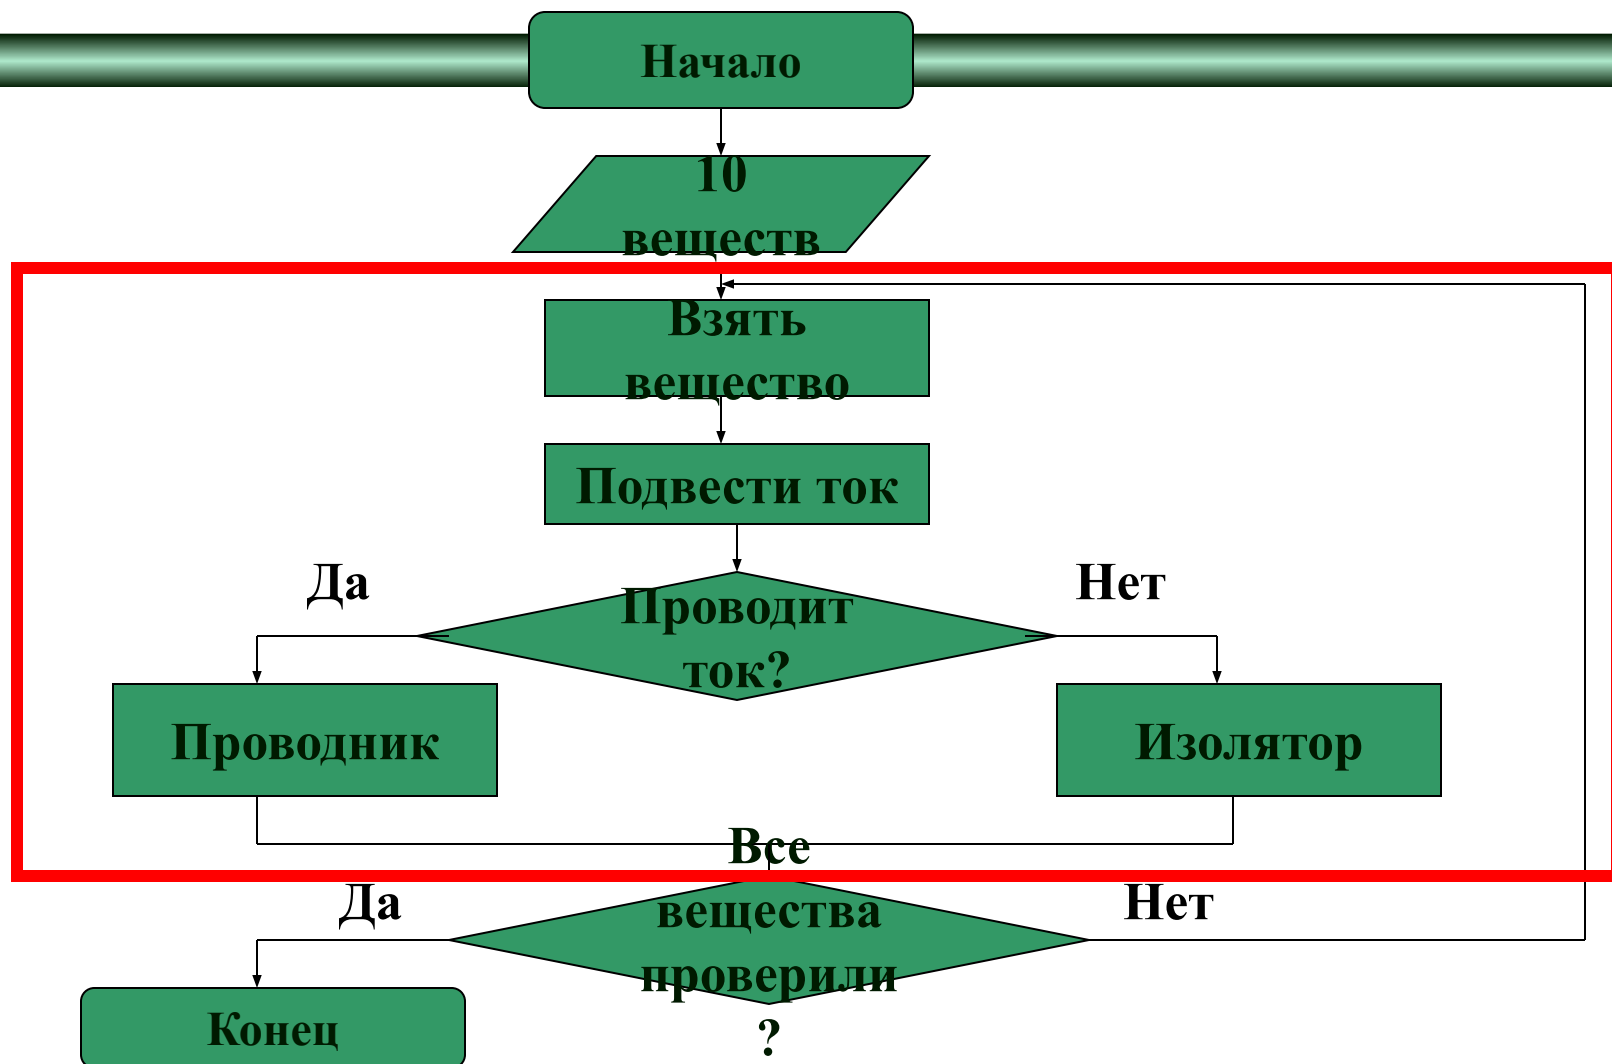 Начало
10
веществ
Взять
вещество
Подвести ток
Да
Нет
Проводит
ток?
Проводник
Изолятор
Все
вещества
проверили
?
Да
Нет
Конец